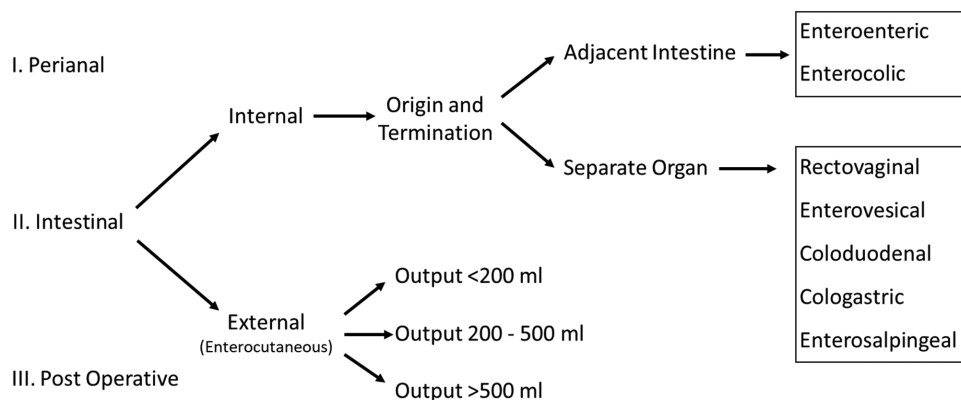 I. Perianal
II. Intestinal
III. Post Operative
Internal
External
(Enterocutaneous)
Origin and
Termination
Adjacent Intestine
Separate Organ
Output <200 ml
Output 200 - 500 ml
Output >500 ml
Enteroenteric
Enterocolic
Rectovaginal
Enterovesical
Coloduodenal
Cologastric
Enterosalpingeal